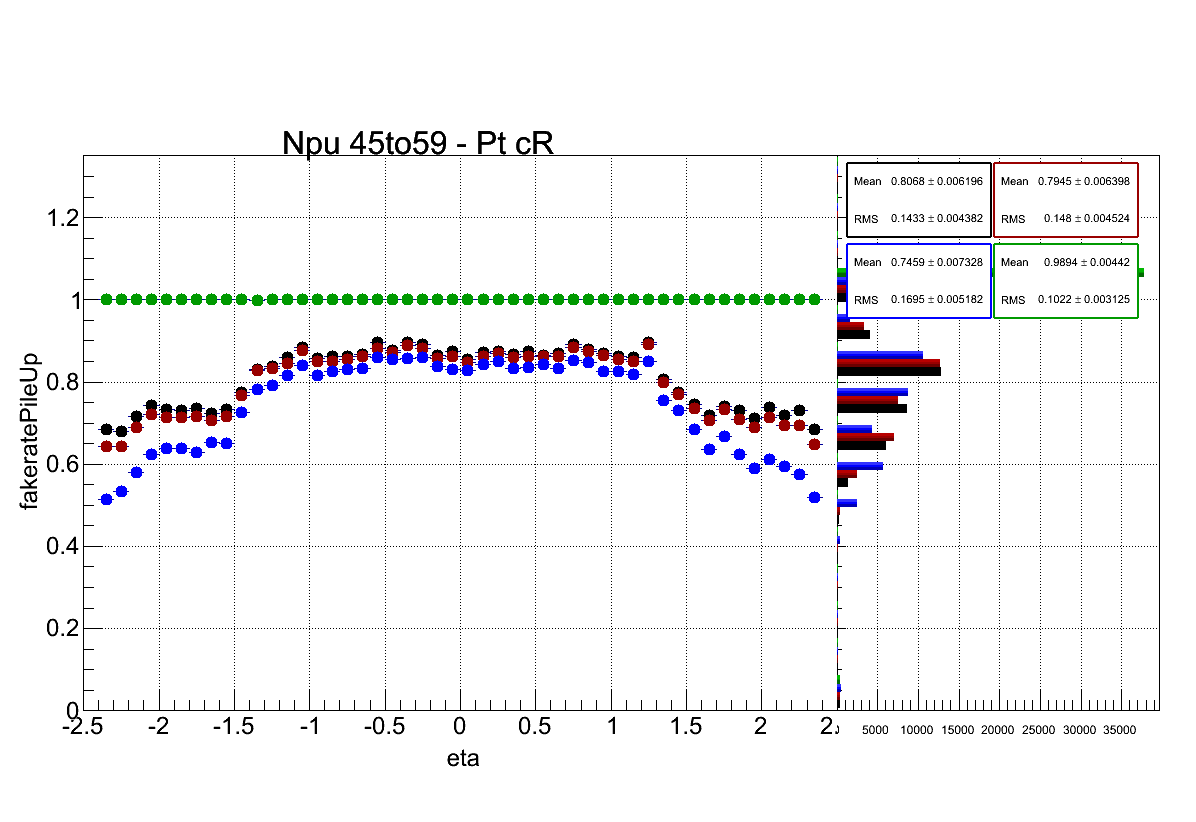 Npu 45to59 - Pt cR
fakeratePileUp
1.2
1
0.8
0.6
0.4
0.2
0
-2.5 -2 -1.5 -1 -0.5 0 0.5 1 1.5 2
eta
Mean 0.8068 ± 0.006196
RMS 0.1433 ± 0.004382
Mean 0.7945 ± 0.006398
RMS 0.148 ± 0.004524
Mean 0.7459 ± 0.007328
RMS 0.1695 ± 0.005182
Mean 0.9894 ± 0.00442
RMS 0.1022 ± 0.003125
5000 10000 15000 20000 25000 30000 35000